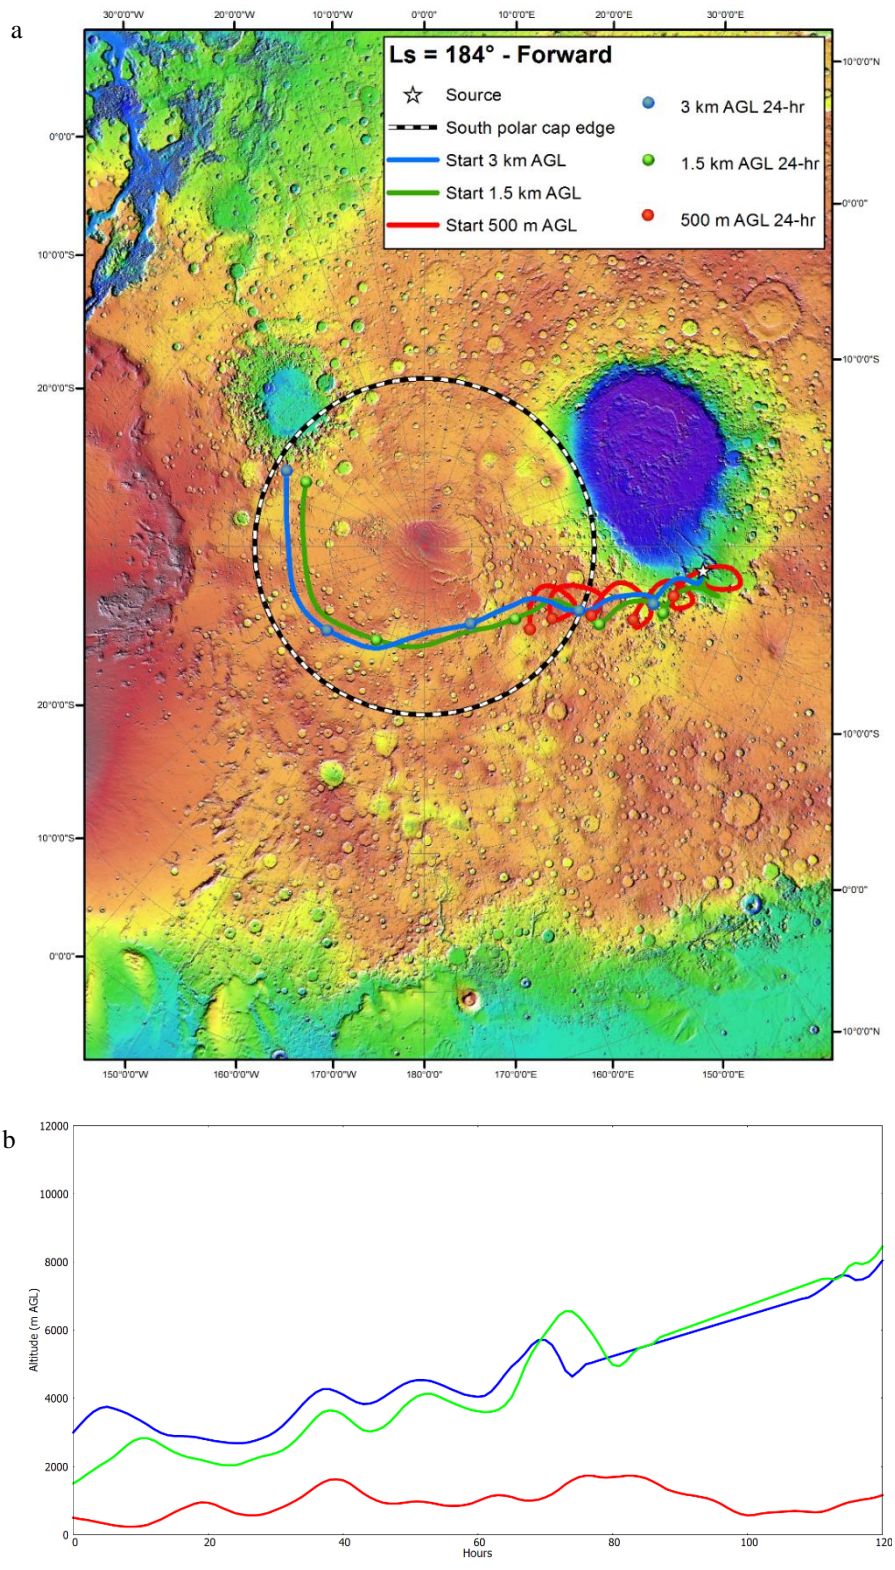 a
30°0'0"W 20°0'0"W 10°0'0"W 0°0'0" 10°0'0"E 20°0'0"E 30°0'0"E
Ls = 184° - Forward
Source
South polar cap edge
Start 3 km AGL
Start 1.5 km AGL
Start 500 m AGL
3 km AGL 24-hr
1.5 km AGL 24-hr
500 m AGL 24-hr
0°0'0"
10°0'0"S
20°0'0"S
20°0'0"S
10°0'0"S
0°0'0"
10°0'0"N
0°0'0"
10°0'0"S
10°0'0"S
0°0'0"
10°0'0"S
150°0'0"W 160°0'0"W 170°0'0"W 180°0'0" 170°0'0"E 160°0'0"E 150°0'0"E
b
12000
10000
8000
6000
4000
2000
0
Altitude (m AGL)
0 20 40 60 80 100 120
Hours